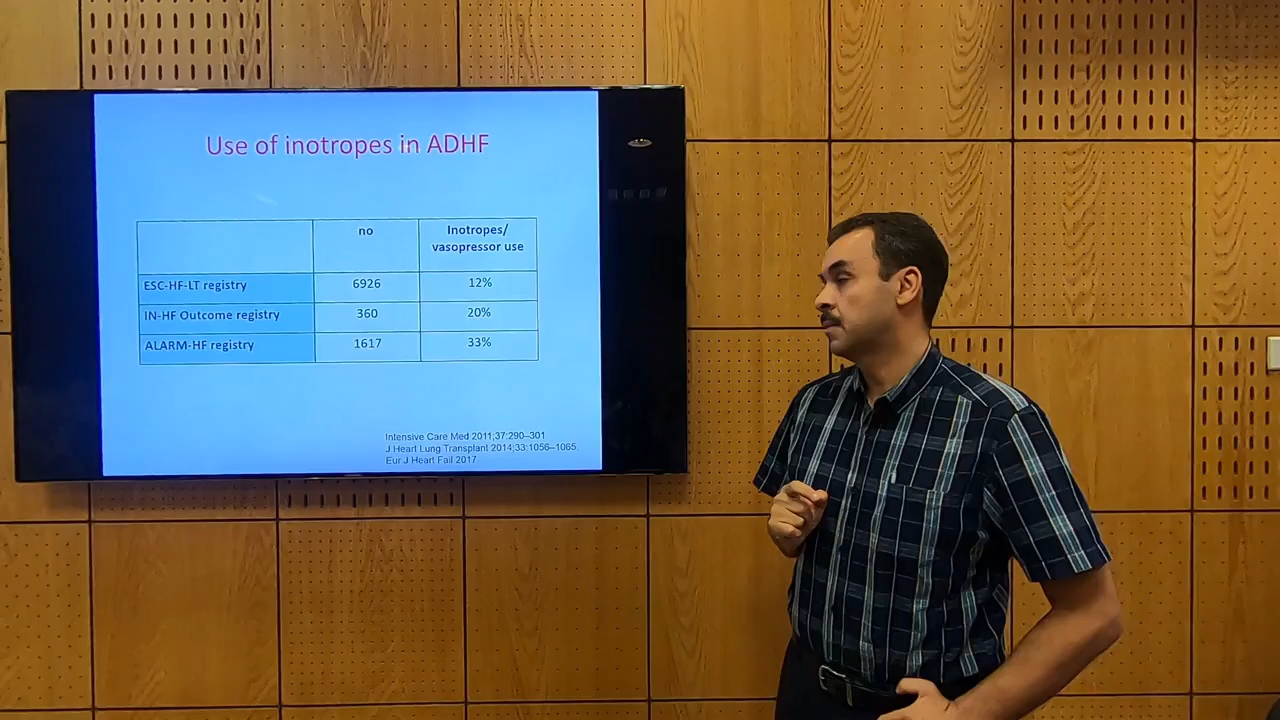 Use of inotropes in ADHF
no
Inotropes/
vasopressor use
ESC-HF-LT registry 6926 12%
IN-HF Outcome registry 360 20%
ALARM-HF registry 1617 33%
Intensive Care Med 2011;37:290–301
J Heart Lung Transplant 2014;33:1056–1065.
Eur J Heart Fail 2017